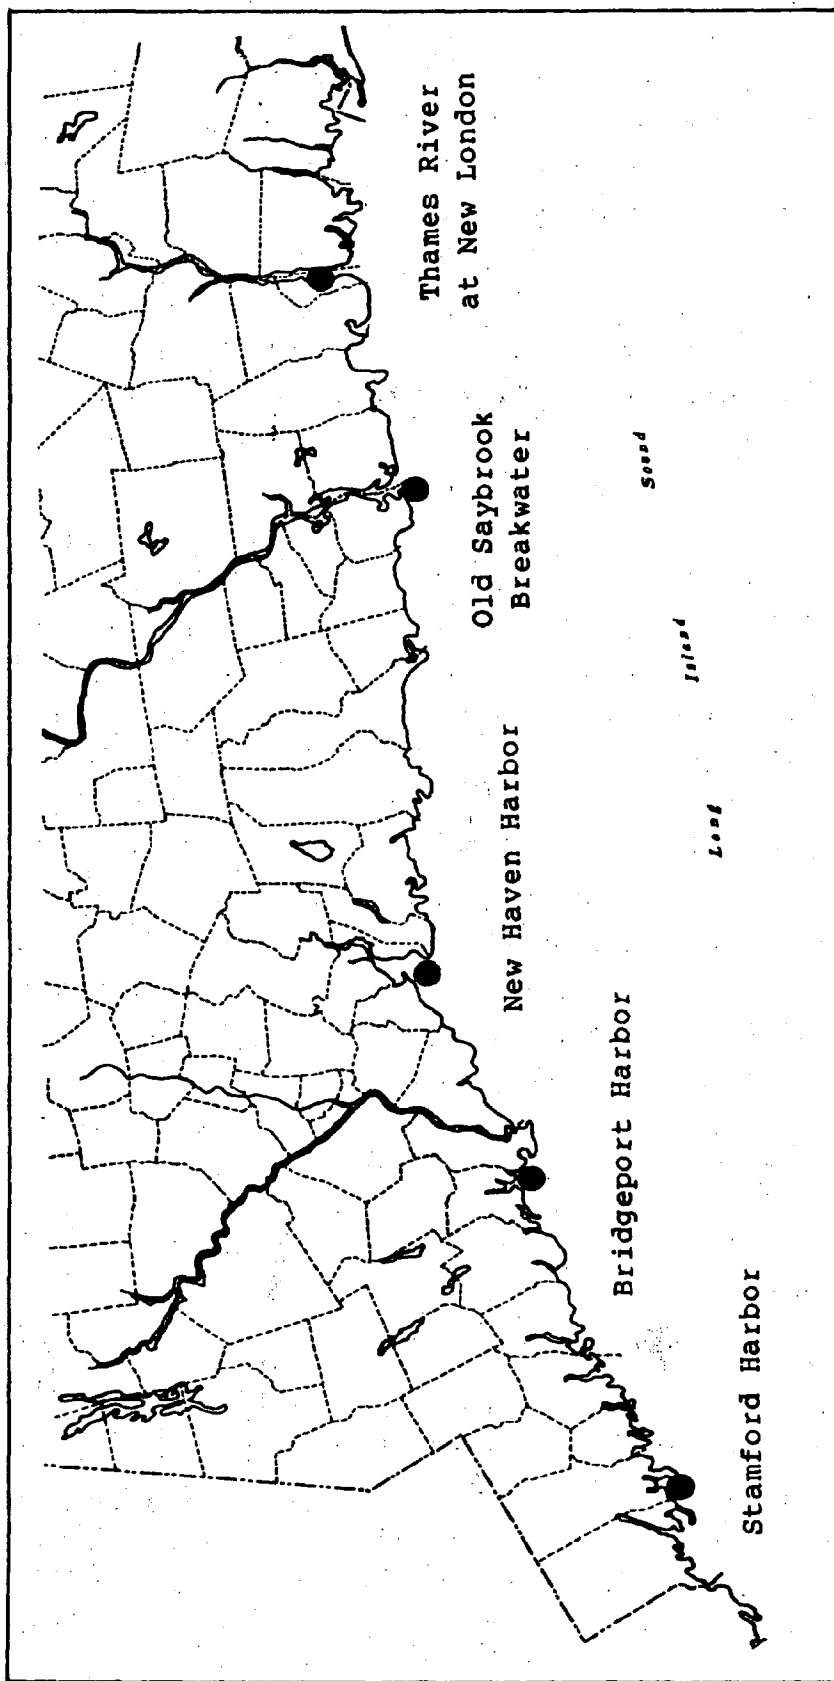 Thames River
at New London
Old Saybrook
Breakwater
New Haven Harbor
Bridgeport Harbor
Stamford Harbor
Long
Island
Sound